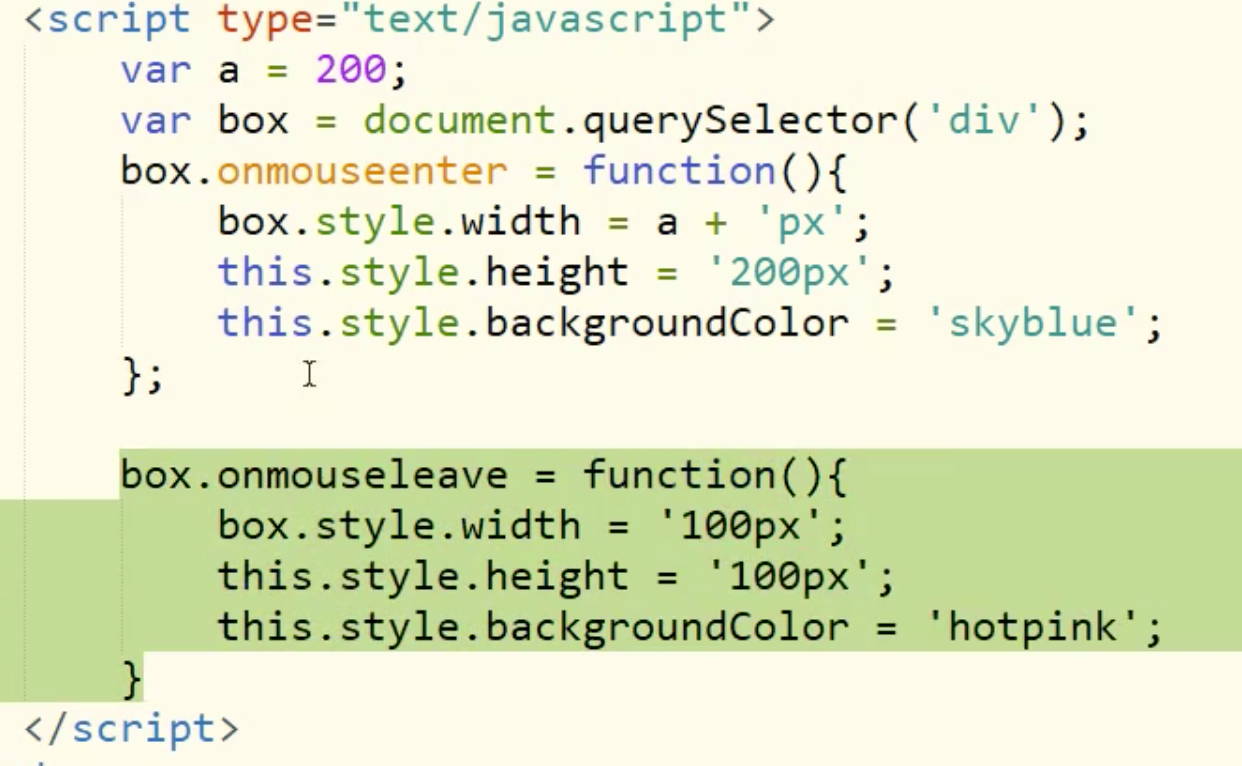 <script type="text/javascript">
    var a = 200;
    var box = document.querySelector('div');
    box.onmouseenter = function(){
        box.style.width = a + 'px';
        this.style.height = '200px';
        this.style.backgroundColor = 'skyblue';
    };

    box.onmouseleave = function(){
        box.style.width = '100px';
        this.style.height = '100px';
        this.style.backgroundColor = 'hotpink';
    }
</script>